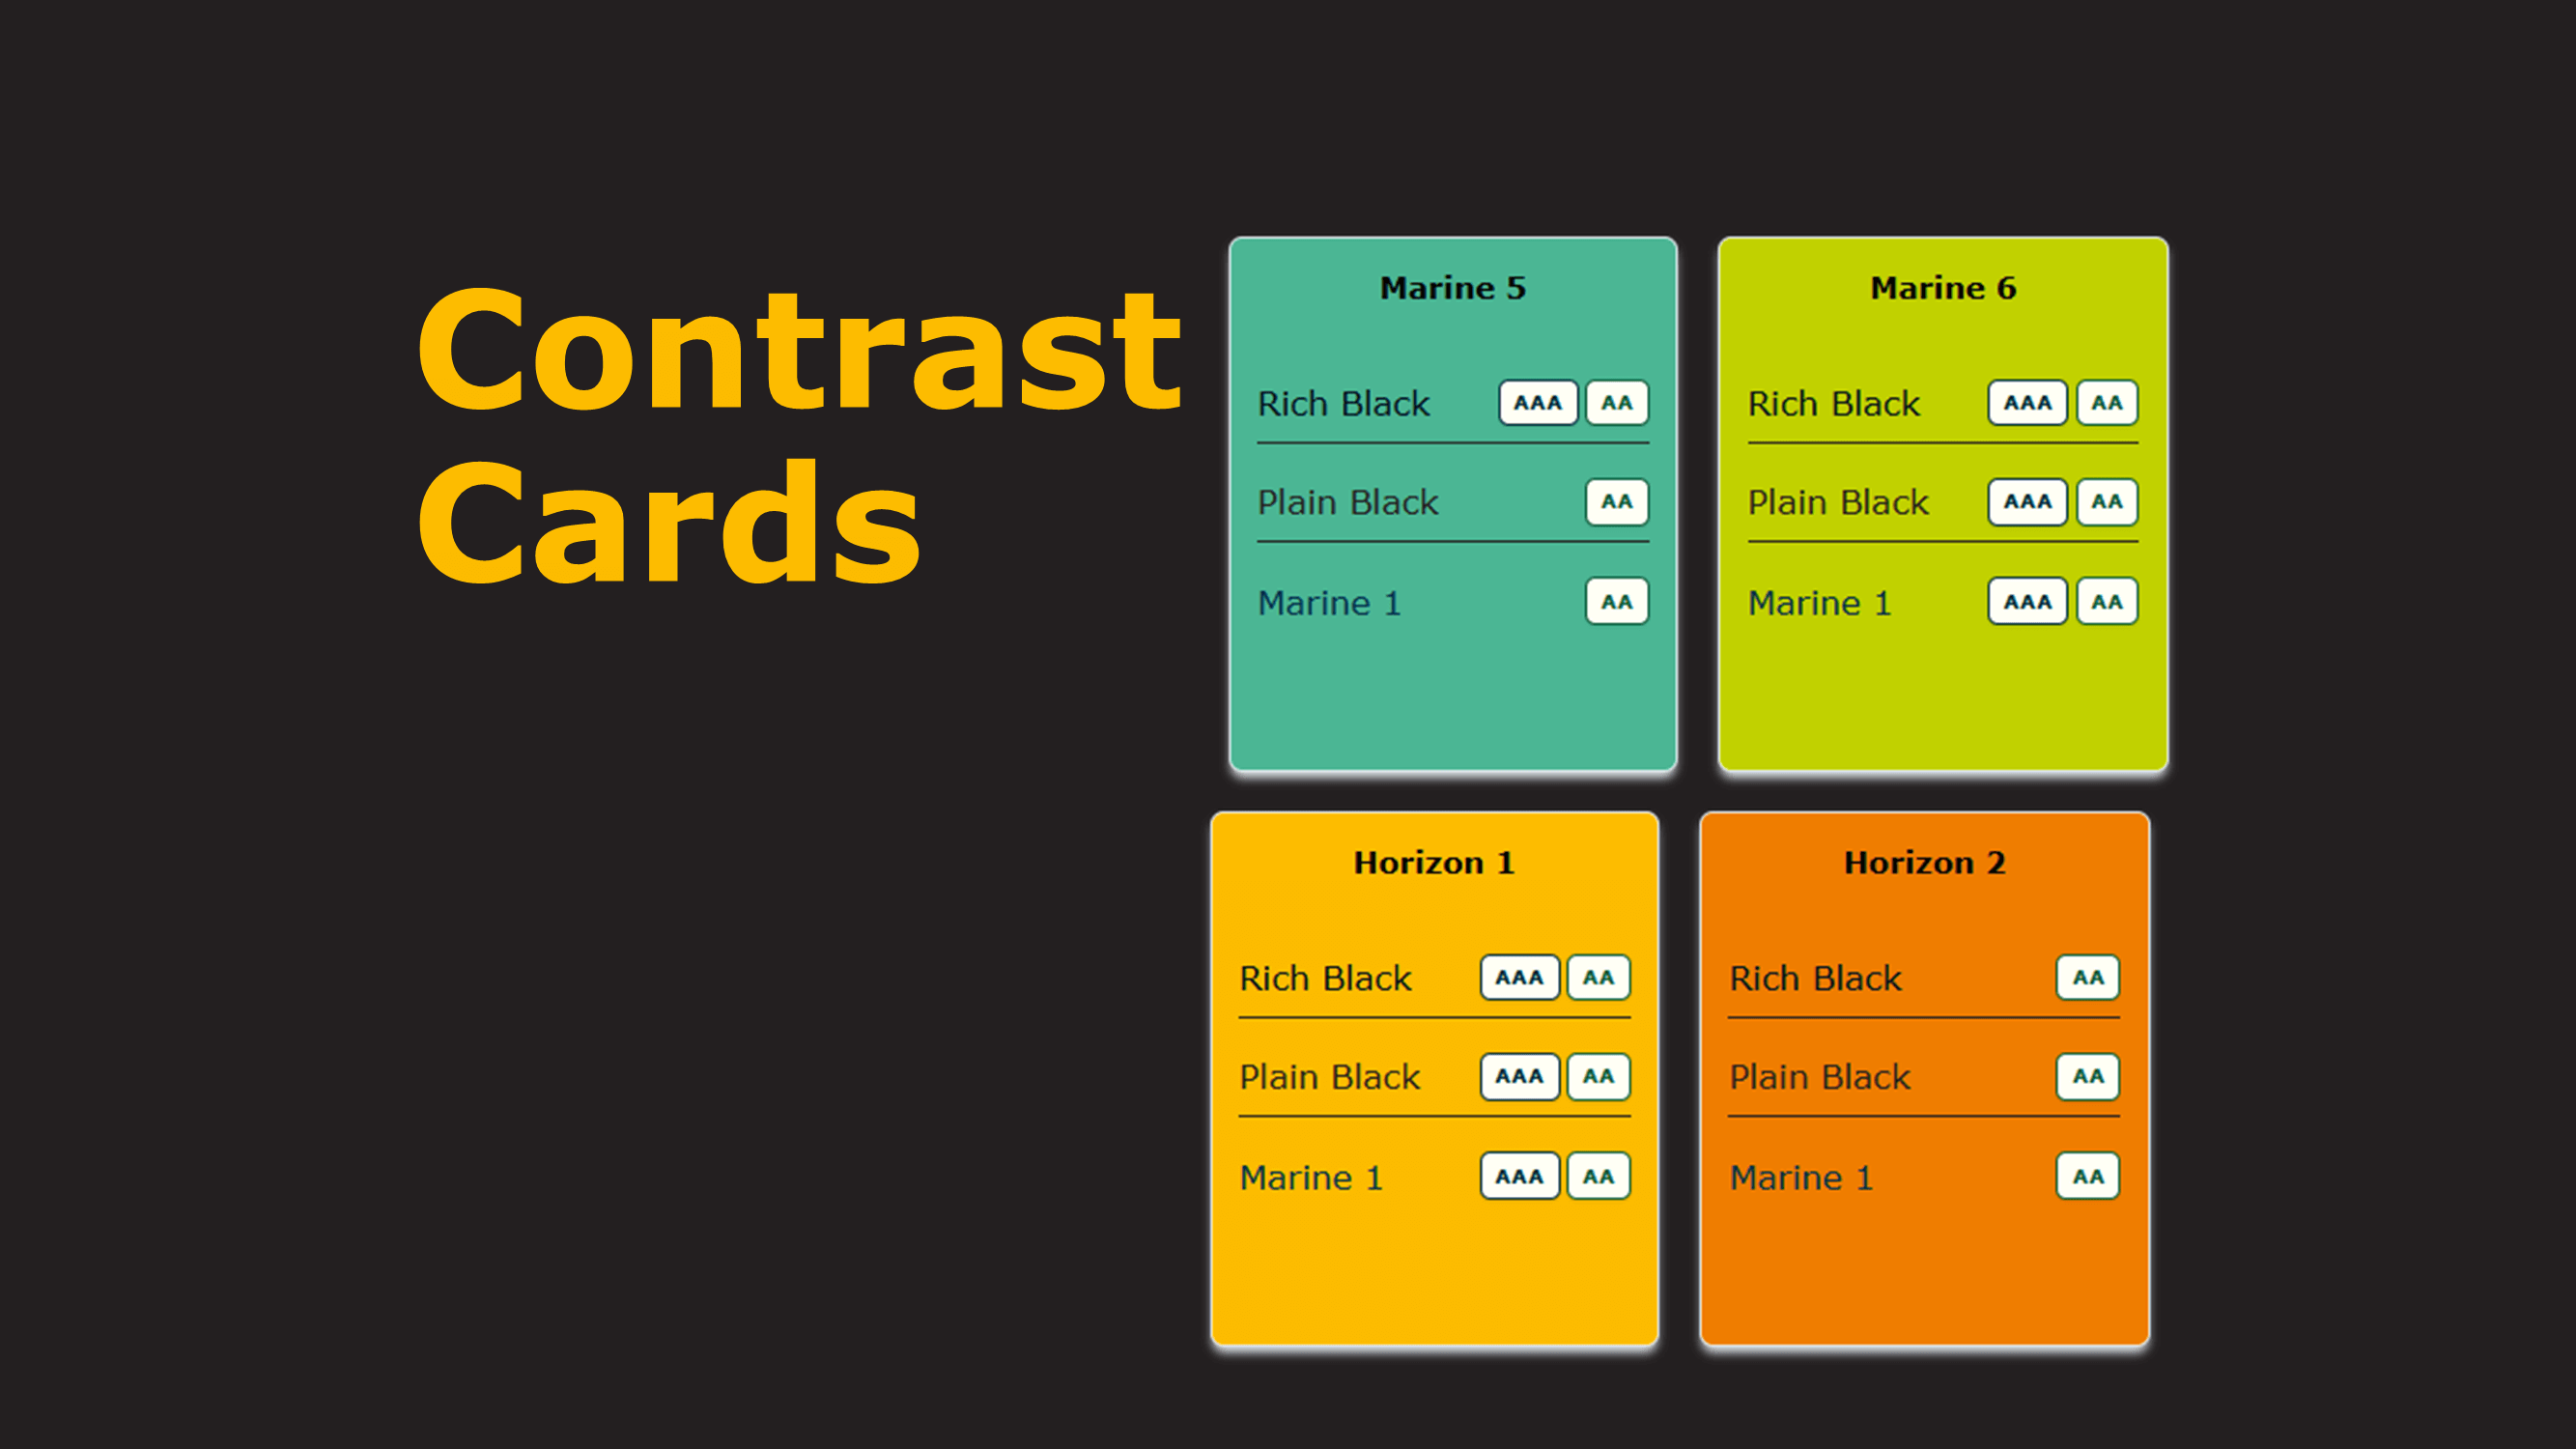 Contrast
Cards
Marine 5
Rich Black AAA AA
Plain Black AA
Marine 1 AA
Marine 6
Rich Black AAA AA
Plain Black AAA AA
Marine 1 AAA AA
Horizon 1
Rich Black AAA AA
Plain Black AAA AA
Marine 1 AAA AA
Horizon 2
Rich Black AA
Plain Black AA
Marine 1 AA